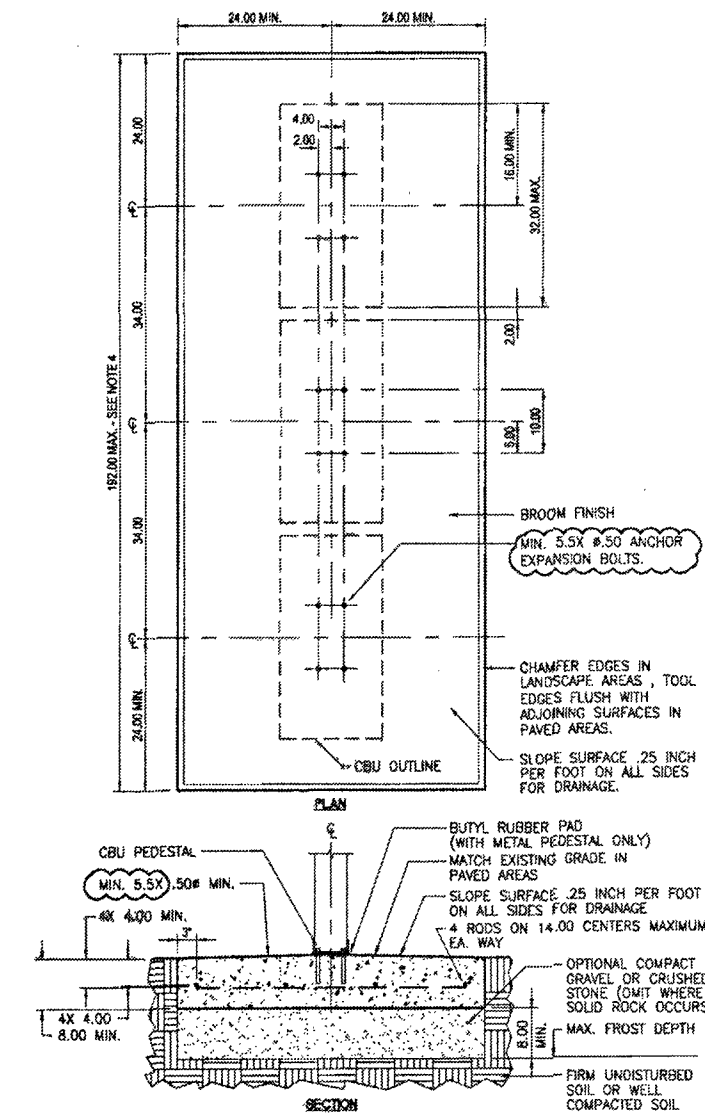 24.00 MIN.
24.00 MIN.
24.00
4.00
2.00
16.00 MIN.
32.00 MAX.
34.00
2.00
192.00 MAX. - SEE NOTE 4
10.00
5.00
34.00
BROOM FINISH
MIN. 5.5X ø.50 ANCHOR
EXPANSION BOLTS.
24.00 MIN.
CHAMFER EDGES IN
LANDSCAPE AREAS , TOOL
EDGES FLUSH WITH
ADJOINING SURFACES IN
PAVED AREAS.
CBU OUTLINE
SLOPE SURFACE .25 INCH
PER FOOT ON ALL SIDES
FOR DRAINAGE.
PLAN
BUTYL RUBBER PAD
(WITH METAL PEDESTAL ONLY)
CBU PEDESTAL
MATCH EXISTING GRADE IN
PAVED AREAS
MIN. 5.5X .50ø MIN.
SLOPE SURFACE .25 INCH PER FOOT
ON ALL SIDES FOR DRAINAGE
4X 4.00 MIN.
3"
4 RODS ON 14.00 CENTERS MAXIMUM
EA. WAY
OPTIONAL COMPACT
GRAVEL OR CRUSHED
STONE (OMIT WHERE
SOLID ROCK OCCURS
4X 4.00
8.00 MIN.
8.00
MIN.
MAX. FROST DEPTH
FIRM UNDISTURBED
SOIL OR WELL
COMPACTED SOIL
SECTION